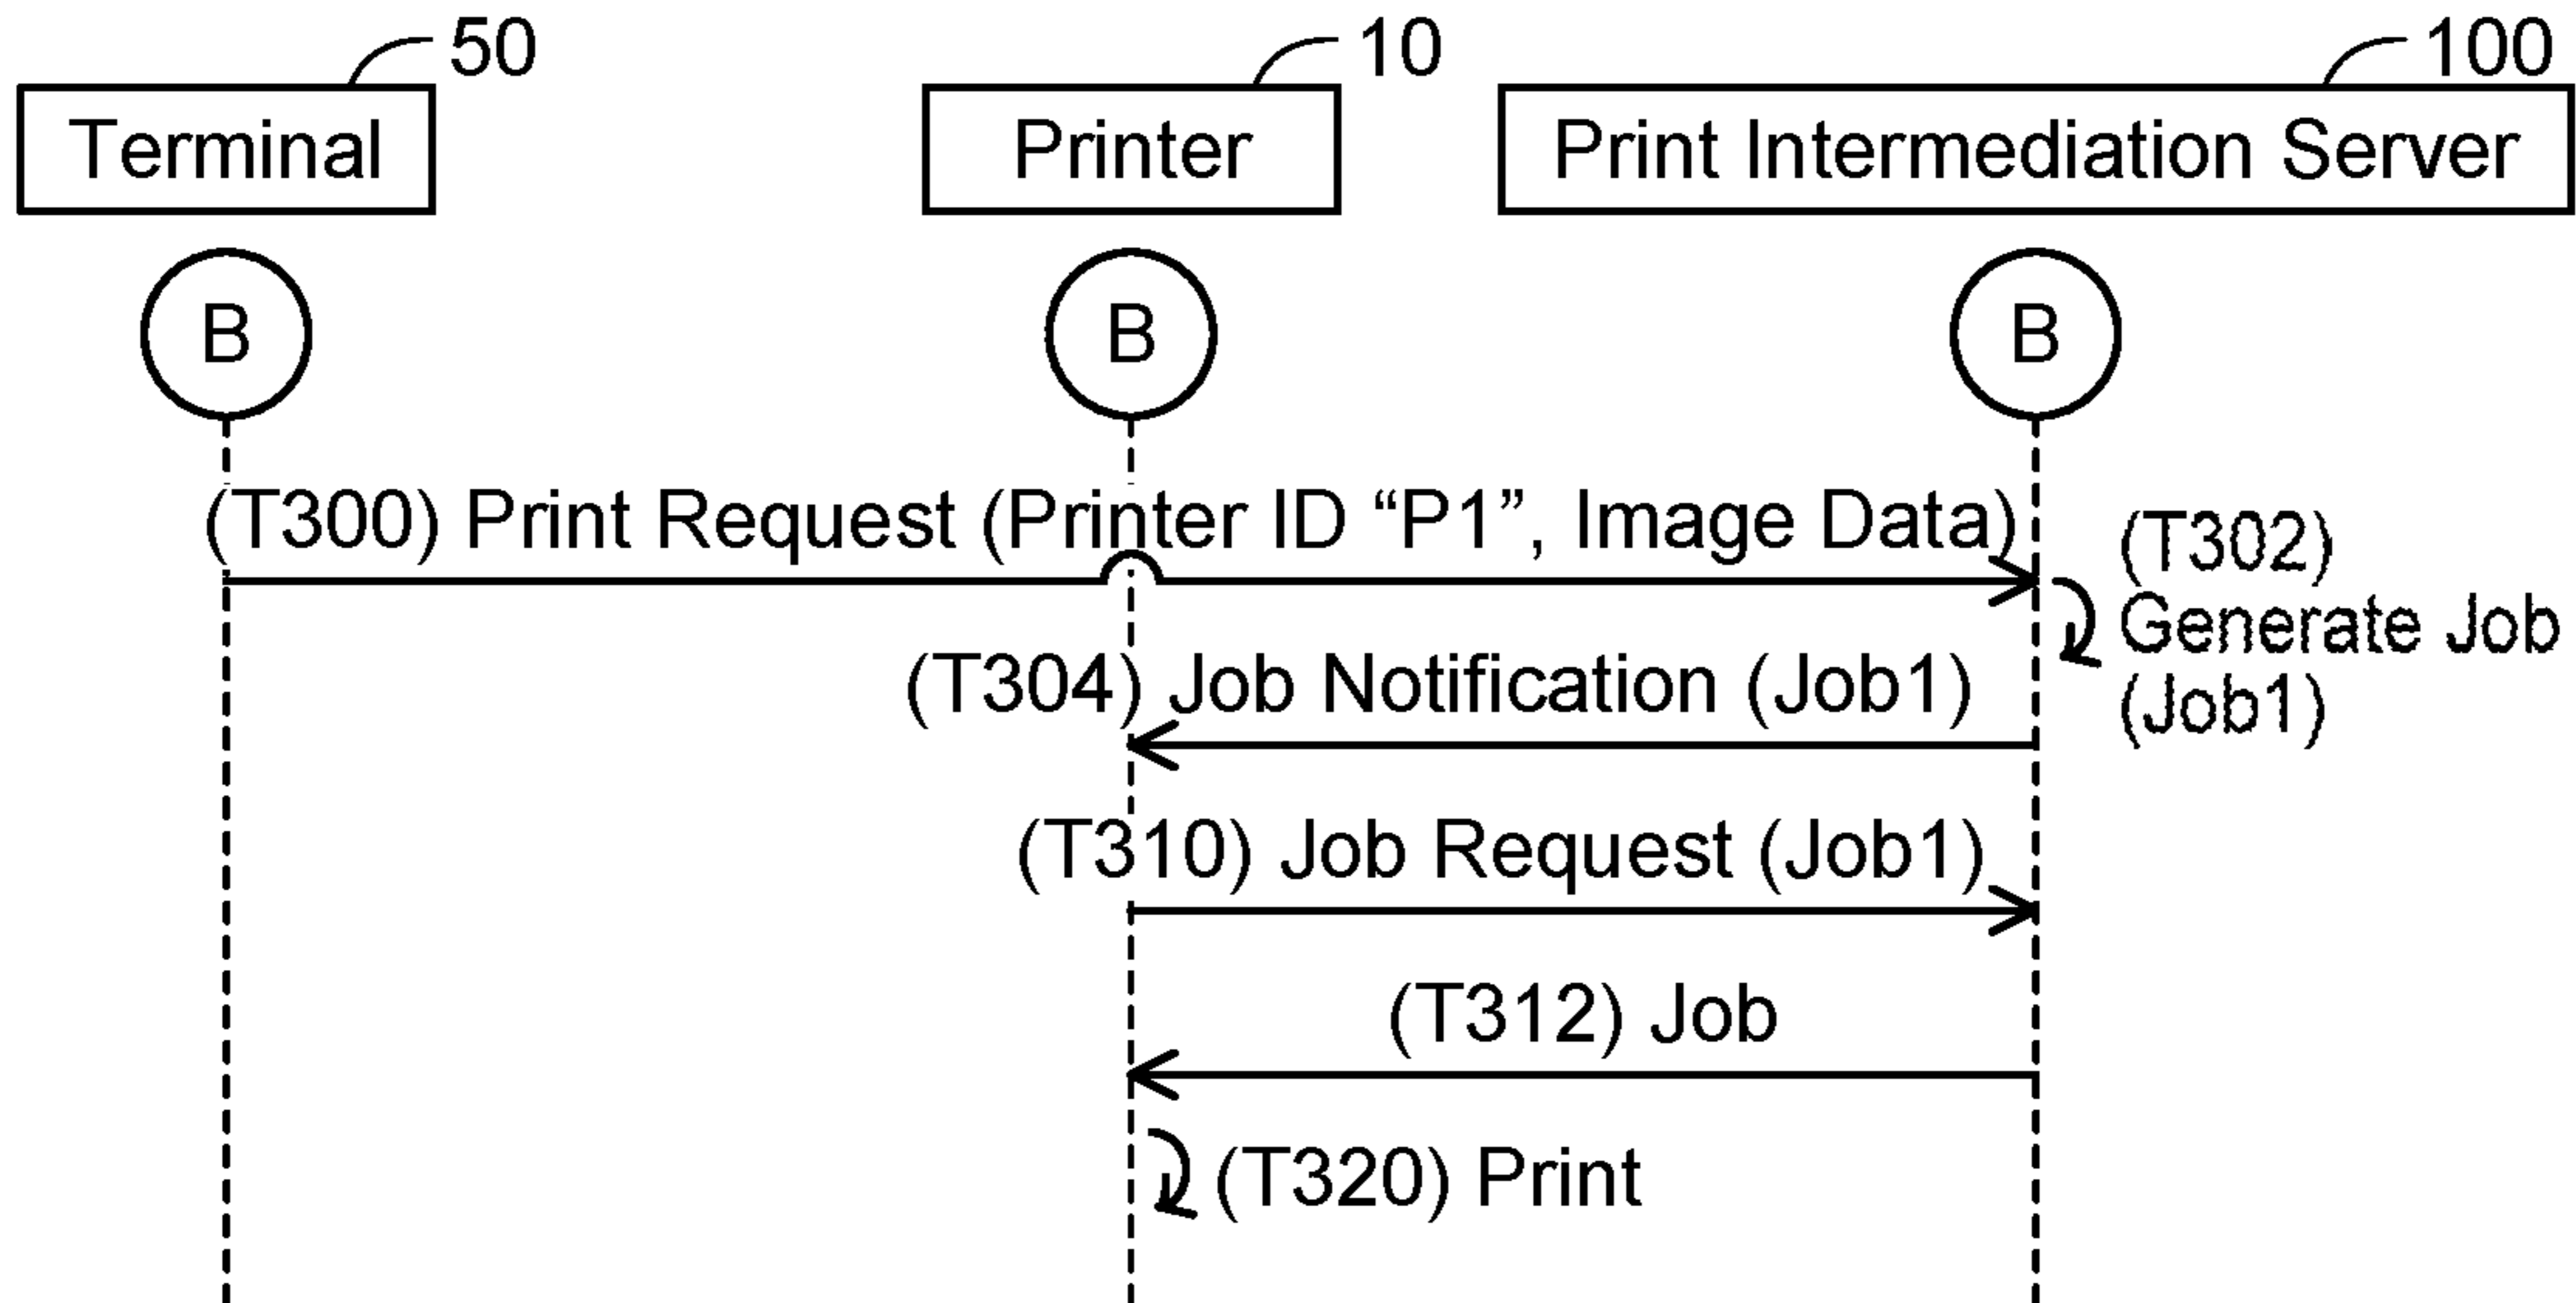 50
10
100
Terminal
Printer
Print Intermediation Server
B
B
B
(T300) Print Request (Printer ID “P1”, Image Data)
(T302)
Generate Job
(Job1)
(T304) Job Notification (Job1)
(T310) Job Request (Job1)
(T312) Job
(T320) Print